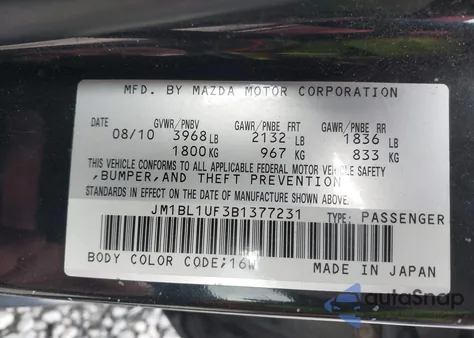 MFD. BY MAZDA MOTOR CORPORATION
DATE GVWR/PNBV GAWR/PNBE FRT GAWR/PNBE RR
08/10 3968 LB 2132 LB 1836 LB
1800 KG 967 KG 833 KG
THIS VEHICLE CONFORMS TO ALL APPLICABLE FEDERAL MOTOR VEHICLE SAFETY
,BUMPER,AND THEFT PREVENTION
STANDARDS IN EFFECT ON THE DATE OF MANUFACTURE SHOWN ABOVE.
JM1BL1UF3B1377231 TYPE: PASSENGER
BODY COLOR CODE;16W MADE IN JAPAN
autoSnap